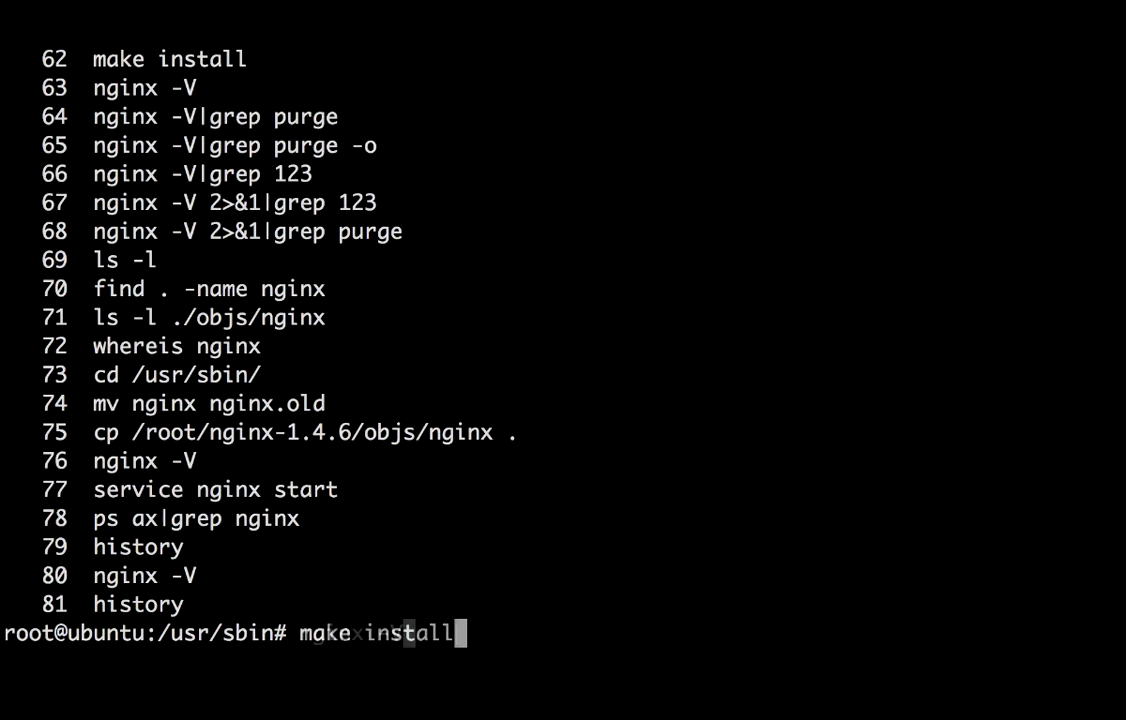 62 make install
63 nginx -V
64 nginx -V|grep purge
65 nginx -V|grep purge -o
66 nginx -V|grep 123
67 nginx -V 2>&1|grep 123
68 nginx -V 2>&1|grep purge
69 ls -l
70 find . -name nginx
71 ls -l ./objs/nginx
72 whereis nginx
73 cd /usr/sbin/
74 mv nginx nginx.old
75 cp /root/nginx-1.4.6/objs/nginx .
76 nginx -V
77 service nginx start
78 ps ax|grep nginx
79 history
80 nginx -V
81 history
root@ubuntu:/usr/sbin# make install